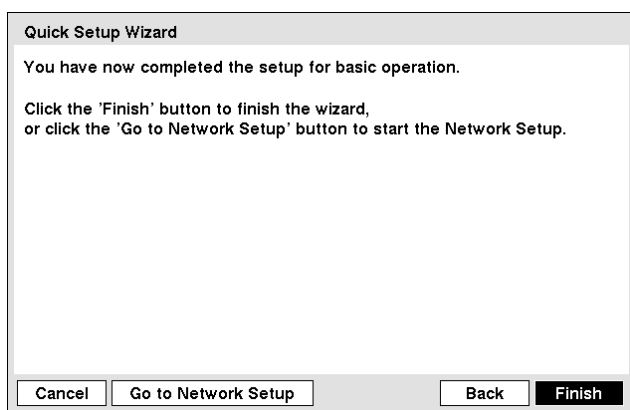 Quick Setup Wizard
You have now completed the setup for basic operation.
Click the 'Finish' button to finish the wizard,
or click the 'Go to Network Setup' button to start the Network Setup.
Cancel Go to Network Setup Back Finish